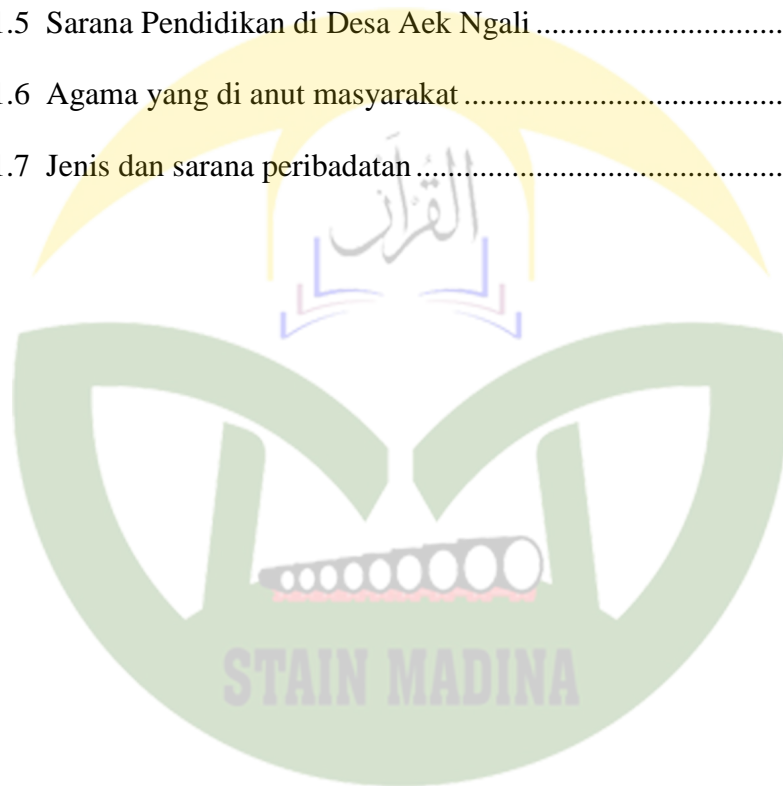 .5 Sarana Pendidikan di Desa Aek Ngali ...........................
.6 Agama yang di anut masyarakat ....................................
.7 Jenis dan sarana peribadatan ..........................................
القرآن
STAIN MADINA